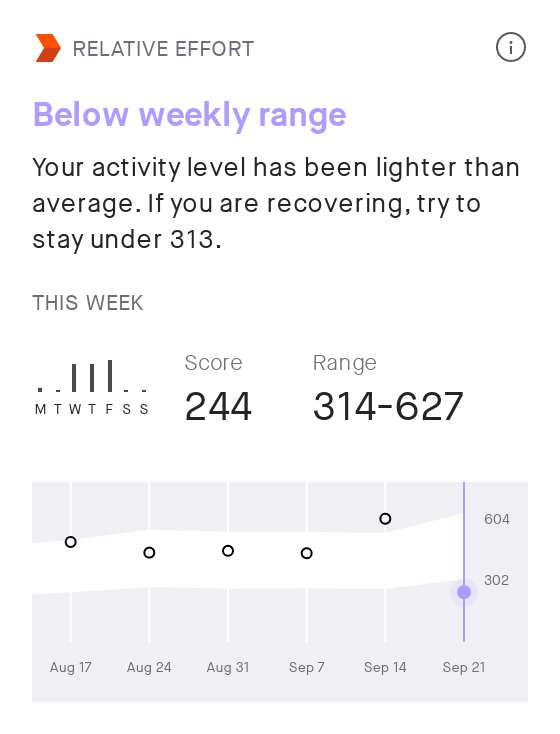 RELATIVE EFFORT
Below weekly range
Your activity level has been lighter than
average. If you are recovering, try to
stay under 313.
THIS WEEK
Score
Range
M T W T F S S
244
314-627
604
302
Aug 17 Aug 24 Aug 31 Sep 7 Sep 14 Sep 21